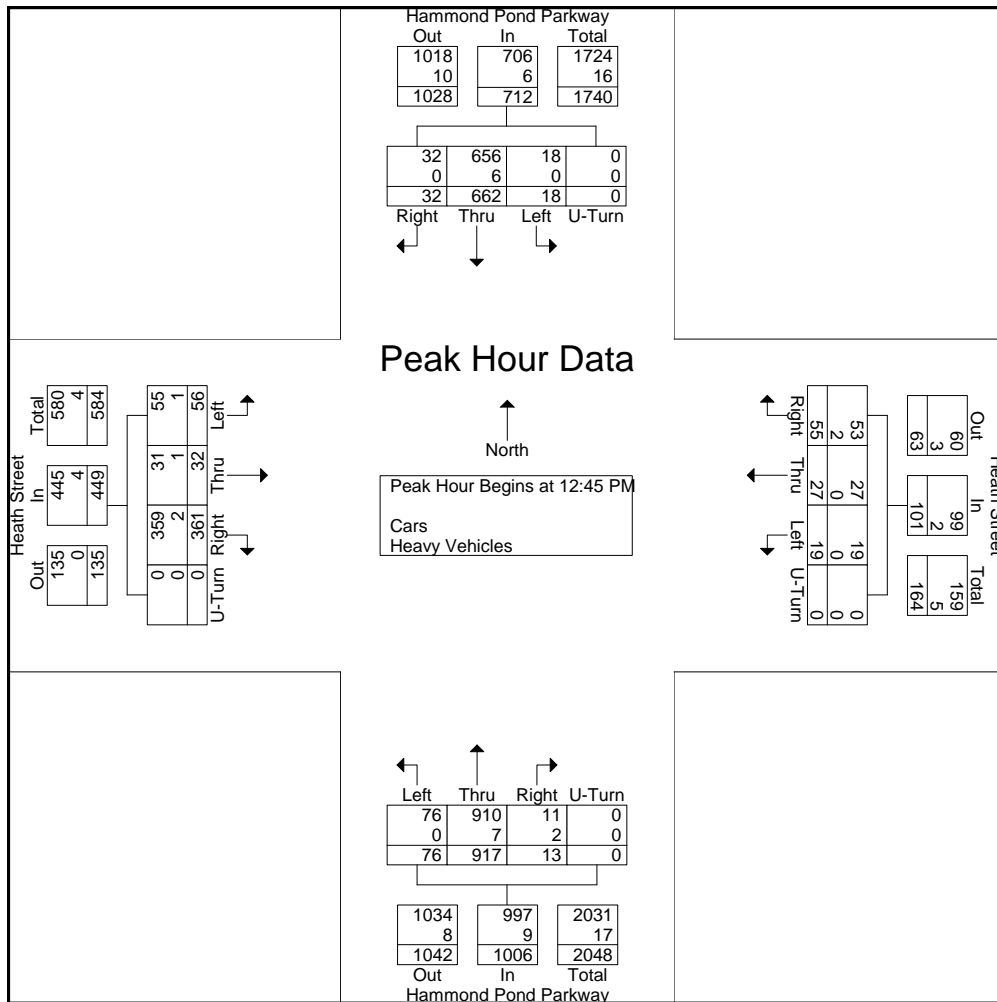 Hammond Pond Parkway
Out In Total
1018 706 1724
10 6 16
1028 712 1740
32 656 18 0
0 6 0 0
32 662 18 0
Right Thru Left U-Turn
Peak Hour Data
North
Peak Hour Begins at 12:45 PM
Cars
Heavy Vehicles
Heath Street
Out In Total
135 445 580
0 4 4
135 449 584
U-Turn Right Thru Left
0 359 31 55
0 2 1 1
0 361 32 56
Heath Street
Out In Total
60 99 159
3 2 5
63 101 164
53 27 19 0
2 0 0 0
55 27 19 0
Right Thru Left U-Turn
Left Thru Right U-Turn
76 910 11 0
0 7 2 0
76 917 13 0
1034 997 2031
8 9 17
1042 1006 2048
Out In Total
Hammond Pond Parkway